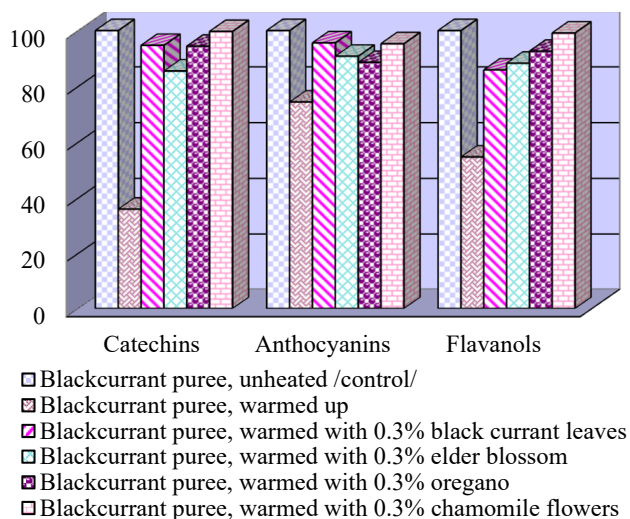 100
80
60
40
20
0
Catechins Anthocyanins Flavanols
Blackcurrant puree, unheated /control/
Blackcurrant puree, warmed up
Blackcurrant puree, warmed with 0.3% black currant leaves
Blackcurrant puree, warmed with 0.3% elder blossom
Blackcurrant puree, warmed with 0.3% oregano
Blackcurrant puree, warmed with 0.3% chamomile flowers